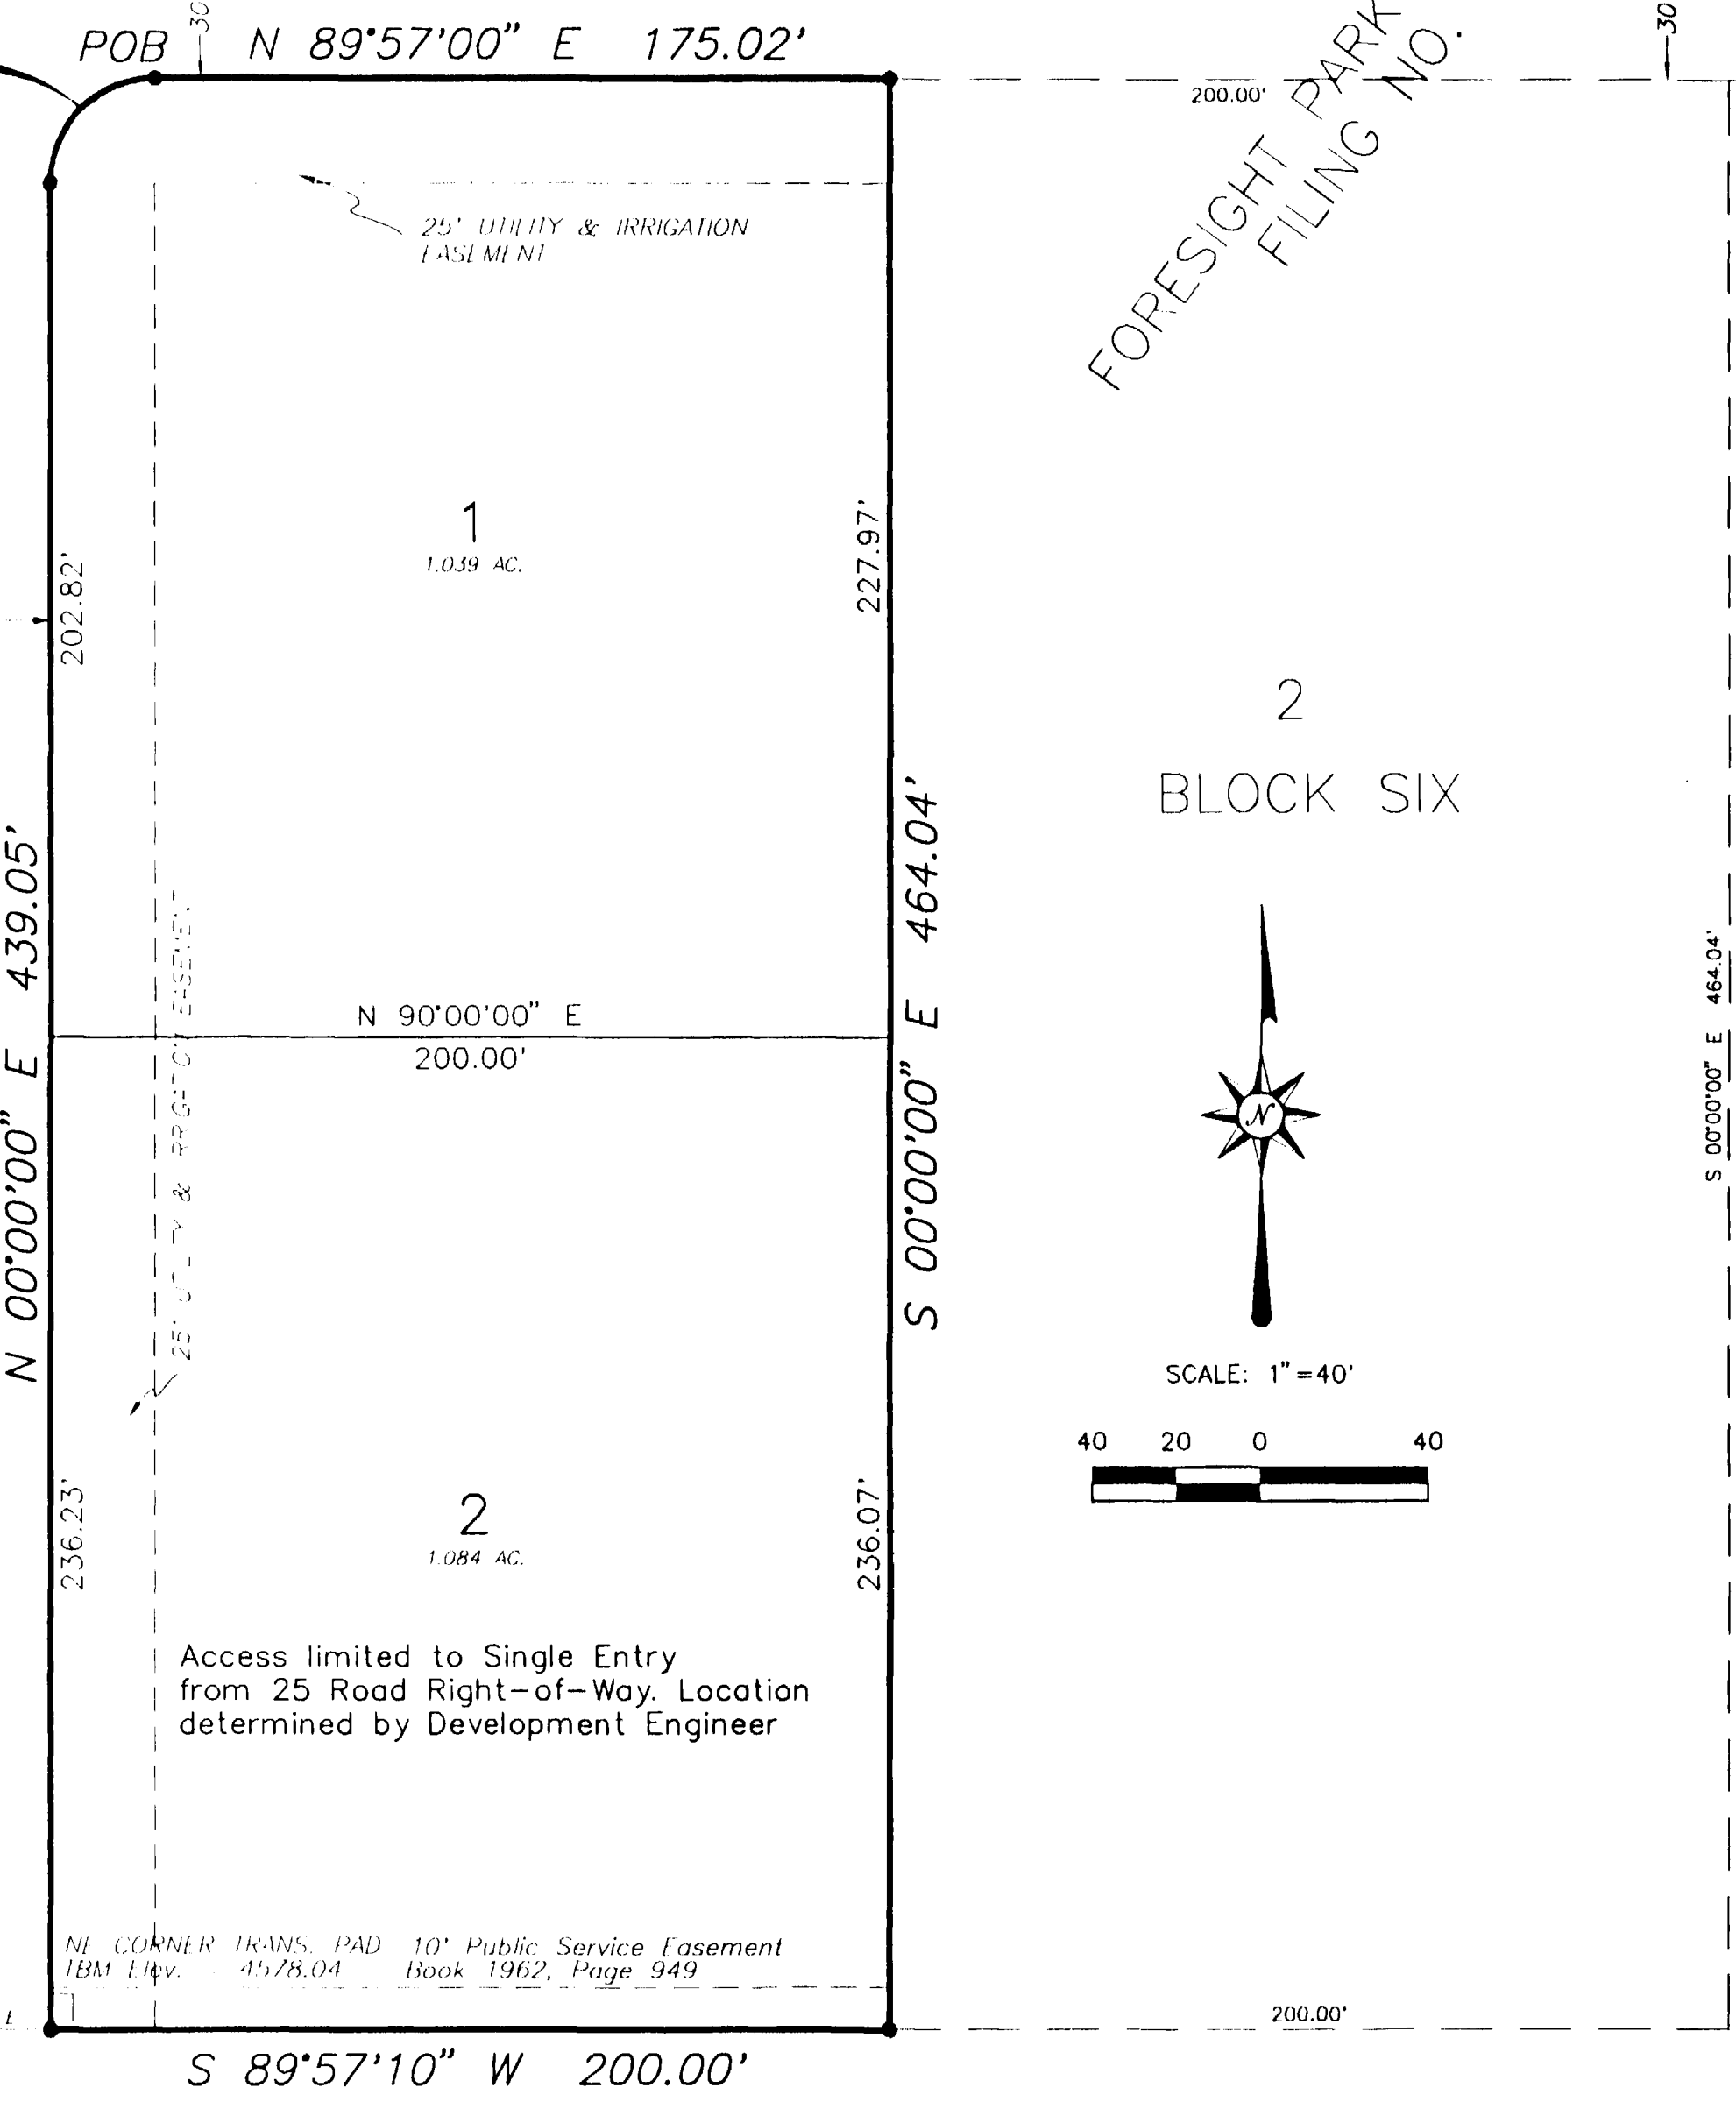 POB N 89°57'00" E 175.02'
30
30
200.00'
FORESIGHT PARK
FILING NO.
25' UTILITY & IRRIGATION
EASEMENT
1
1.039 AC.
202.82'
227.97'
2
BLOCK SIX
N 00°00'00" E 439.05'
S 00°00'00" E 464.04'
S 00°00'00" E 464.04'
25' UTILITY & IRRIGATION EASEMENT
N 90°00'00" E
200.00'
N
SCALE: 1"=40'
40 20 0 40
236.23'
236.07'
2
1.084 AC.
Access limited to Single Entry
from 25 Road Right-of-Way. Location
determined by Development Engineer
NE CORNER TRANS. PAD 10' Public Service Easement
TBM Elev. 4578.04 Book 1962, Page 949
E
200.00'
S 89°57'10" W 200.00'